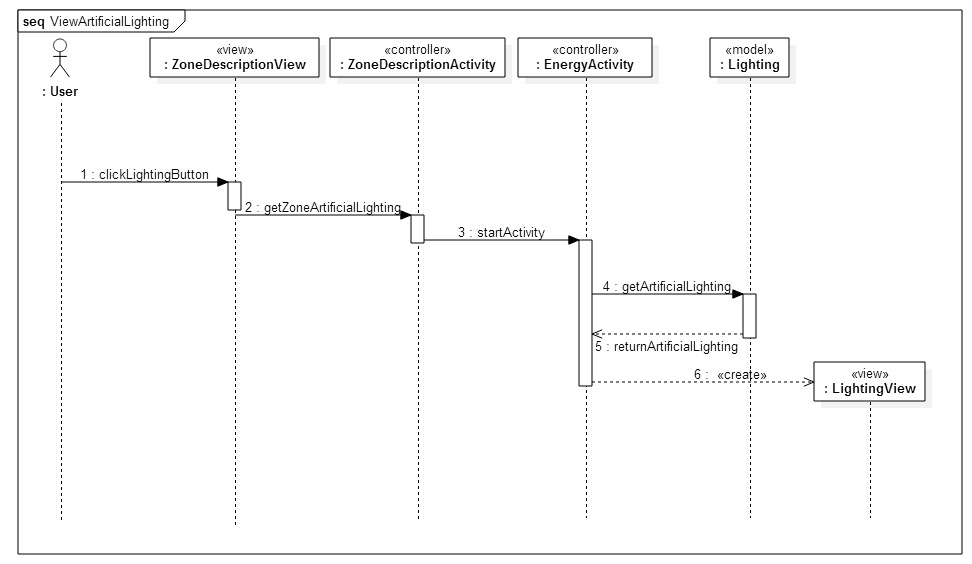 seq ViewArtificialLighting
«view»
: ZoneDescriptionView
«controller»
: ZoneDescriptionActivity
«controller»
: EnergyActivity
«model»
: Lighting
: User
1 : clickLightingButton
2 : getZoneArtificialLighting
3 : startActivity
4 : getArtificialLighting
5 : returnArtificialLighting
6 : «create»
«view»
: LightingView